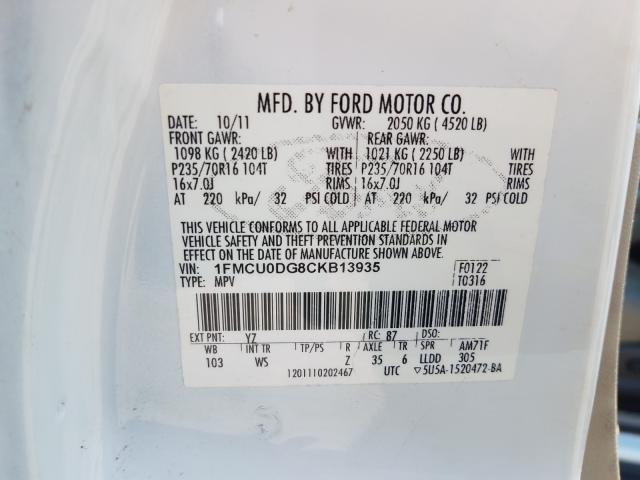 MFD. BY FORD MOTOR CO.
DATE: 10/11 GVWR: 2050 KG ( 4520 LB)
FRONT GAWR: REAR GAWR:
1098 KG ( 2420 LB) WITH 1021 KG ( 2250 LB) WITH
P235/70R16 104T TIRES P235/70R16 104T TIRES
16x7.0J RIMS 16x7.0J RIMS
AT 220 kPa/ 32 PSI COLD AT 220 kPa/ 32 PSI COLD
THIS VEHICLE CONFORMS TO ALL APPLICABLE FEDERAL MOTOR
VEHICLE SAFETY AND THEFT PREVENTION STANDARDS IN
EFFECT ON THE DATE OF MANUFACTURE SHOWN ABOVE.
VIN: 1FMCU0DG8CKB13935 F0122
TYPE: MPV T0316
EXT PNT: YZ RC: 87 DSO:
WB INT TR TP/PS R AXLE TR SPR AM71F
103 WS Z 35 6 LLDD 305
1201110202467 UTC 5U5A-1520472-BA